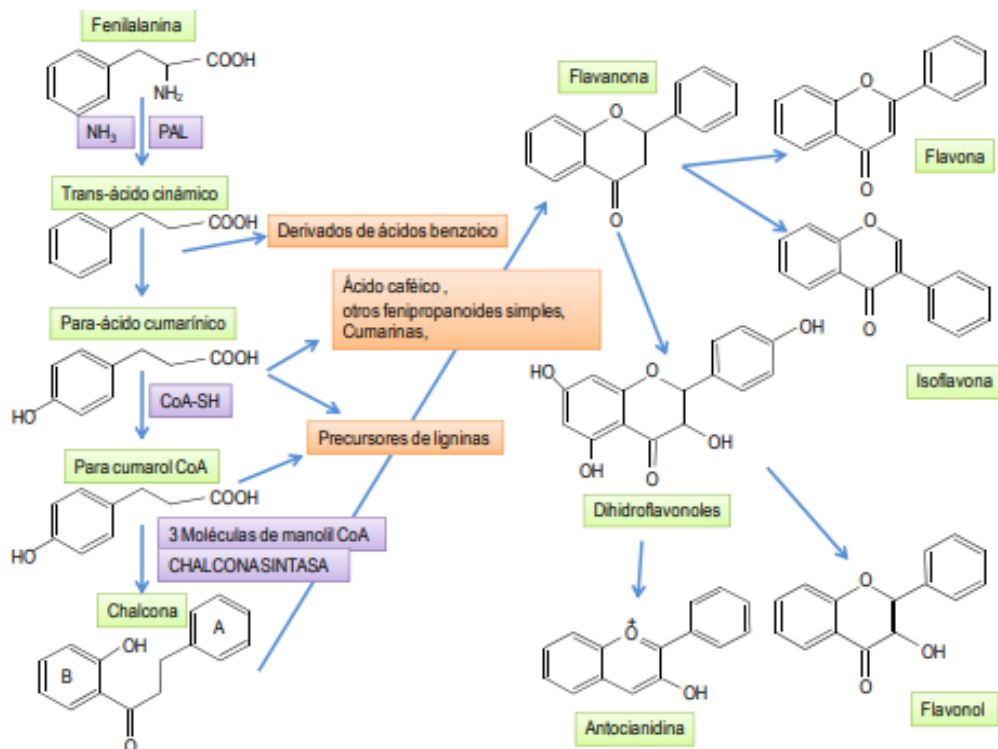 Fenilalanina
COOH
NH₂
NH₃
PAL
Trans-ácido cinámico
COOH
Derivados de ácidos benzoico
Para-ácido cumarínico
COOH
HO
Ácido caféico ,
otros fenipropanoides simples,
Cumarinas,
CoA-SH
Precursores de ligninas
Para cumarol CoA
COOH
HO
3 Moléculas de manolil CoA
CHALCONASINTASA
Chalcona
OH
A
B
O
Flavanona
O
O
O
O
Flavona
O
O
Isoflavona
OH
HO
O
OH
O
OH
Dihidroflavonoles
O
+
OH
Antocianidina
O
OH
O
Flavonol